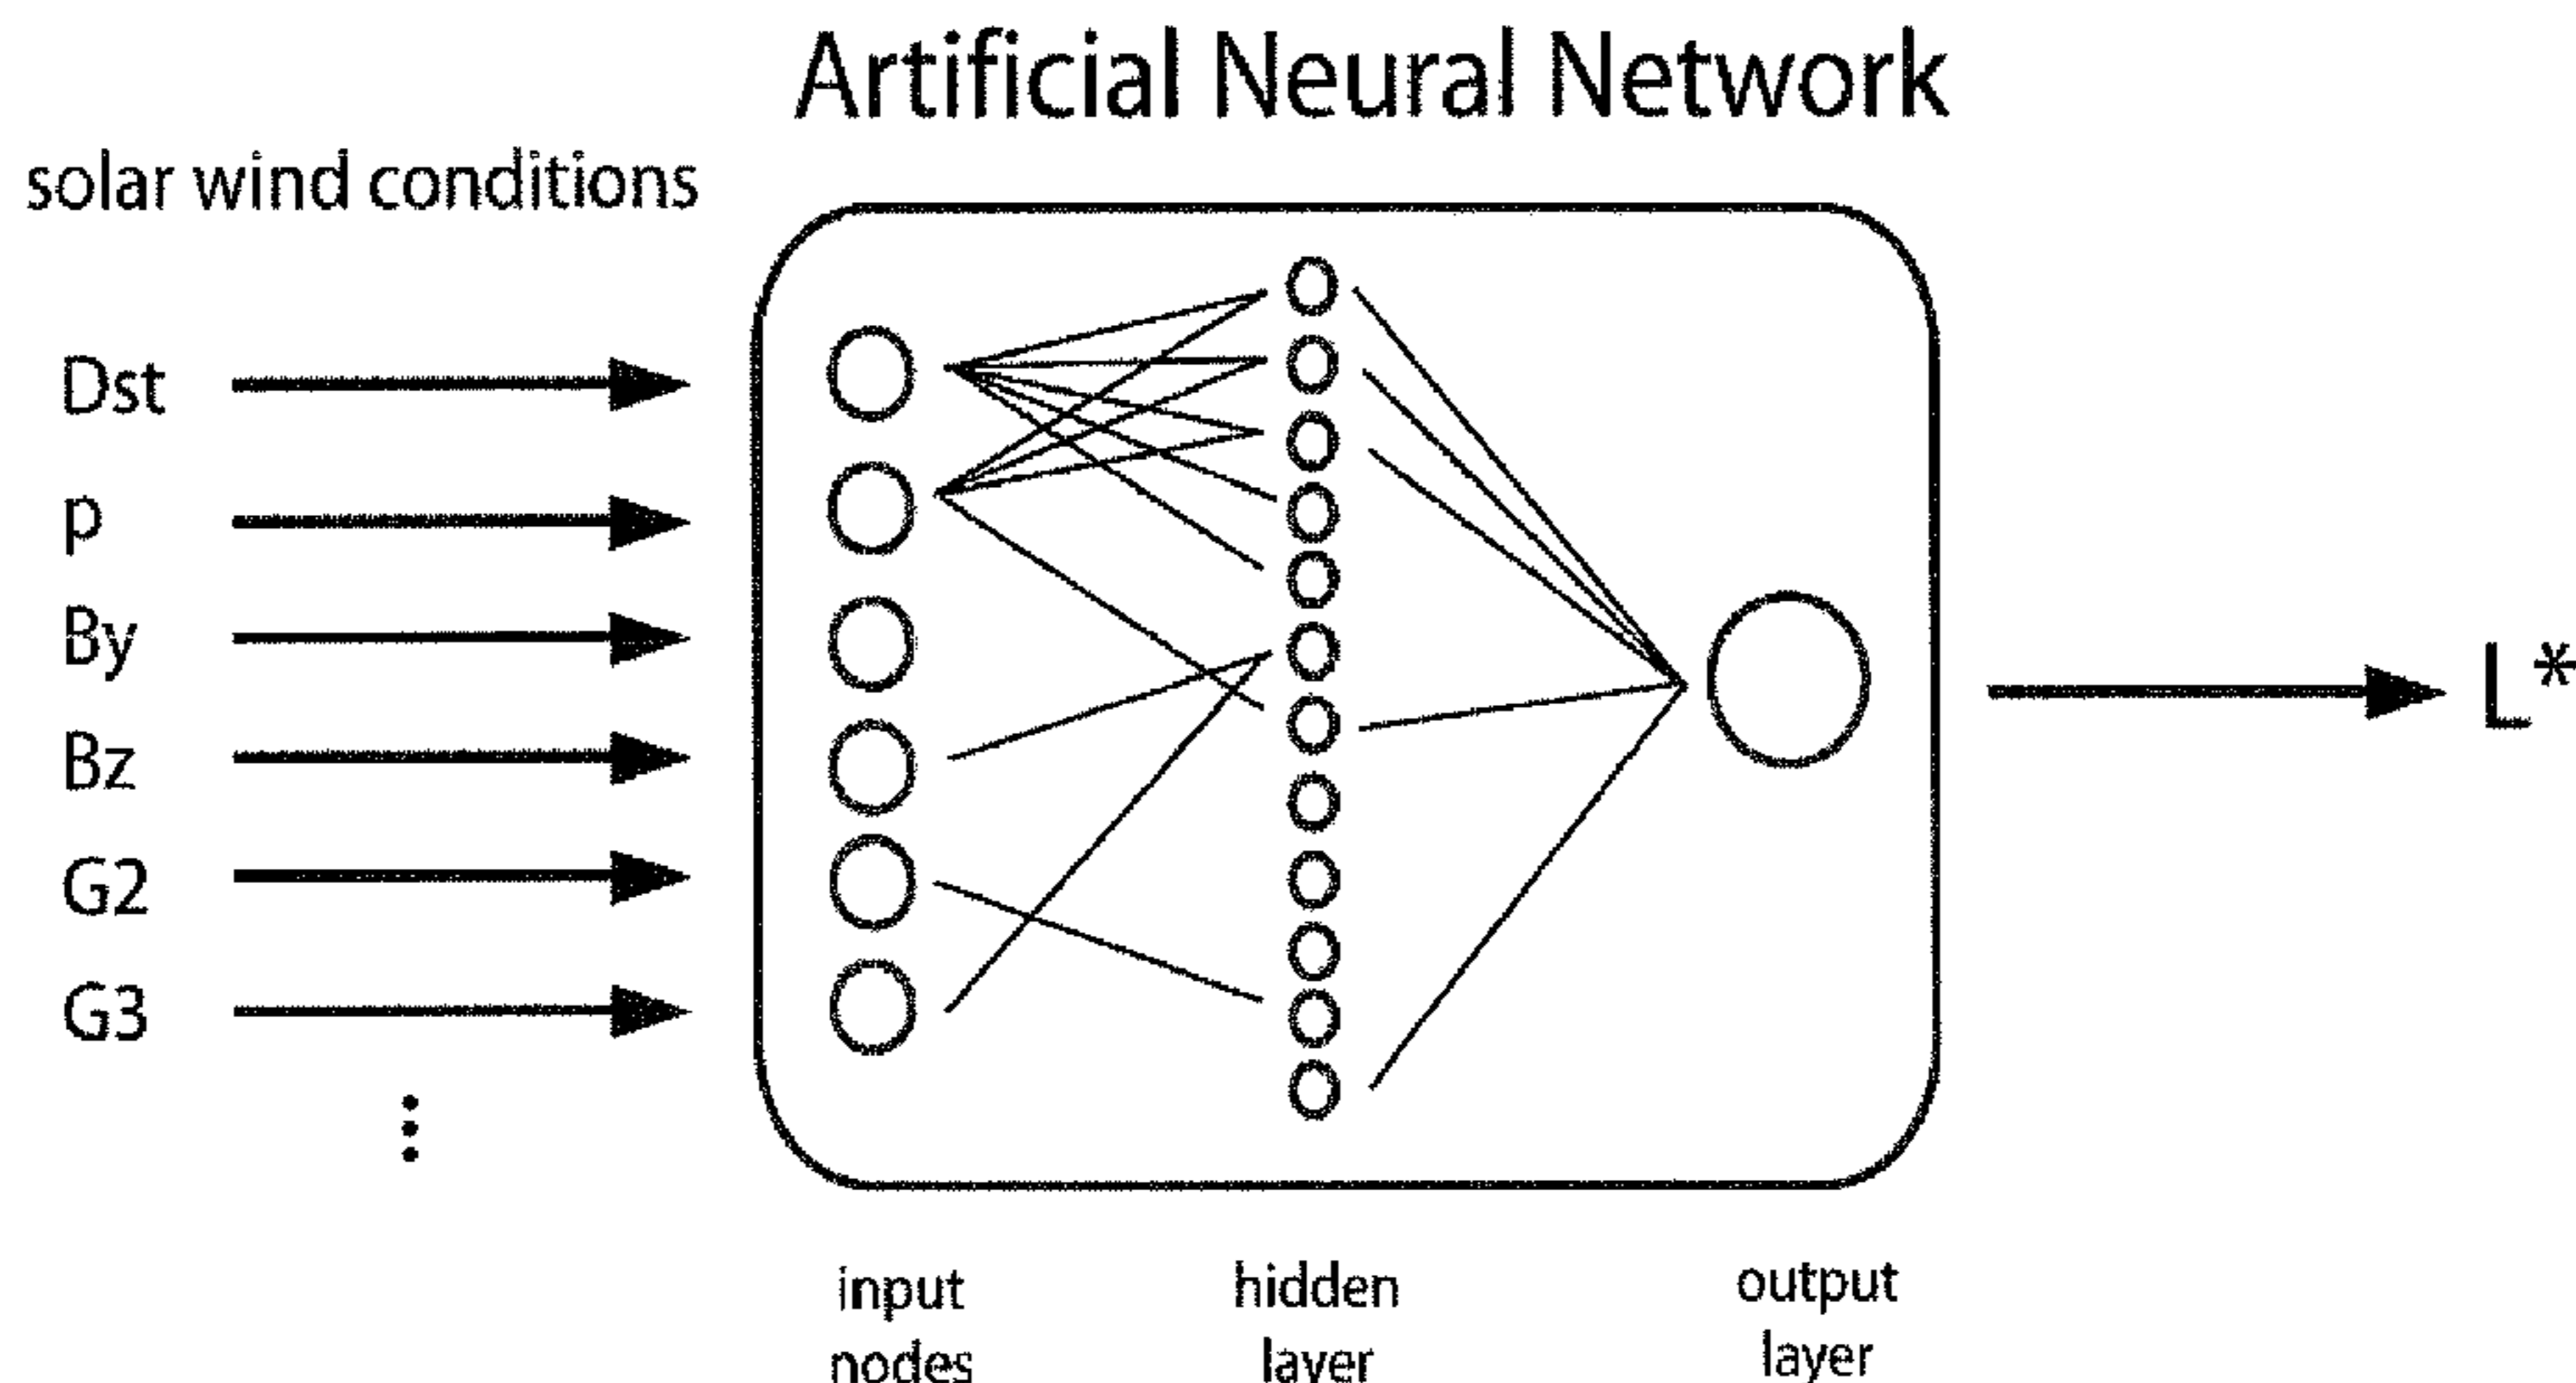 Artificial Neural Network
solar wind conditions
Dst
p
By
Bz
G2
G3
L*
input
nodes
hidden
layer
output
layer